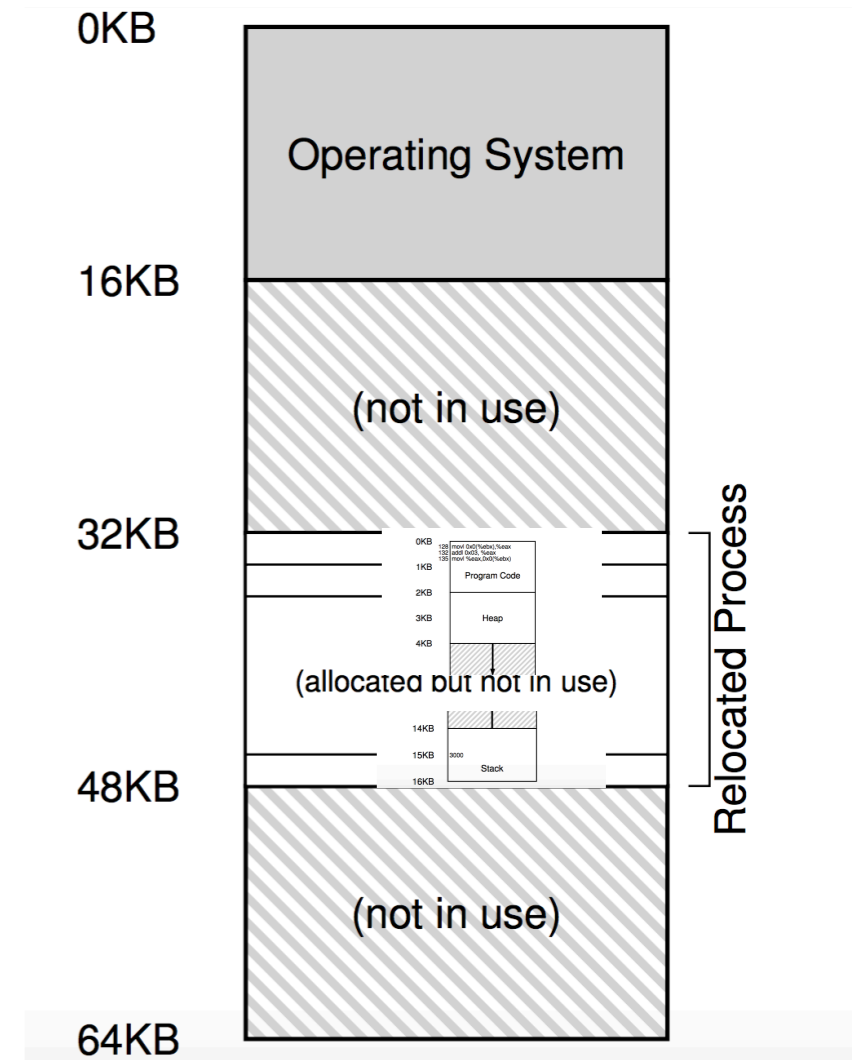 0KB
Operating System
16KB
(not in use)
32KB
0KB
128 movl 0x0(%ebx),%eax
132 addl 0x03, %eax
135 movl %eax,0x0(%ebx)
1KB
Program Code
2KB
3KB
Heap
4KB
(allocated but not in use)
14KB
15KB
3000
Stack
16KB
48KB
Relocated Process
(not in use)
64KB